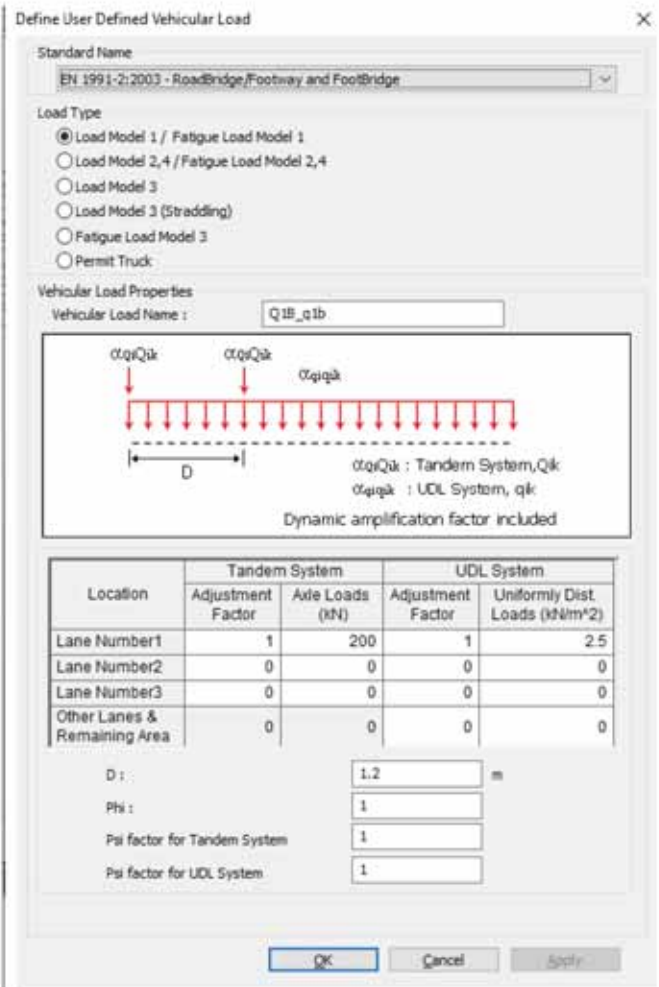 Define User Defined Vehicular Load
Standard Name
EN 1991-2:2003 - RoadBridge/Footway and FootBridge
Load Type
Load Model 1 / Fatigue Load Model 1
Load Model 2,4 / Fatigue Load Model 2,4
Load Model 3
Load Model 3 (Straddling)
Fatigue Load Model 3
Permit Truck
Vehicular Load Properties
Vehicular Load Name : Q1B_q1b
αQiQik αQiQik
αqiqik
D
αQiQik : Tandem System,Qik
αqiqik : UDL System, qik
Dynamic amplification factor included
Location Tandem System UDL System
Adjustment Factor Axle Loads (kN) Adjustment Factor Uniformly Dist. Loads (kN/m^2)
Lane Number1 1 200 1 2.5
Lane Number2 0 0 0 0
Lane Number3 0 0 0 0
Other Lanes & Remaining Area 0 0 0 0
D : 1.2 m
Phi : 1
Psi factor for Tandem System 1
Psi factor for UDL System 1
OK Cancel Apply